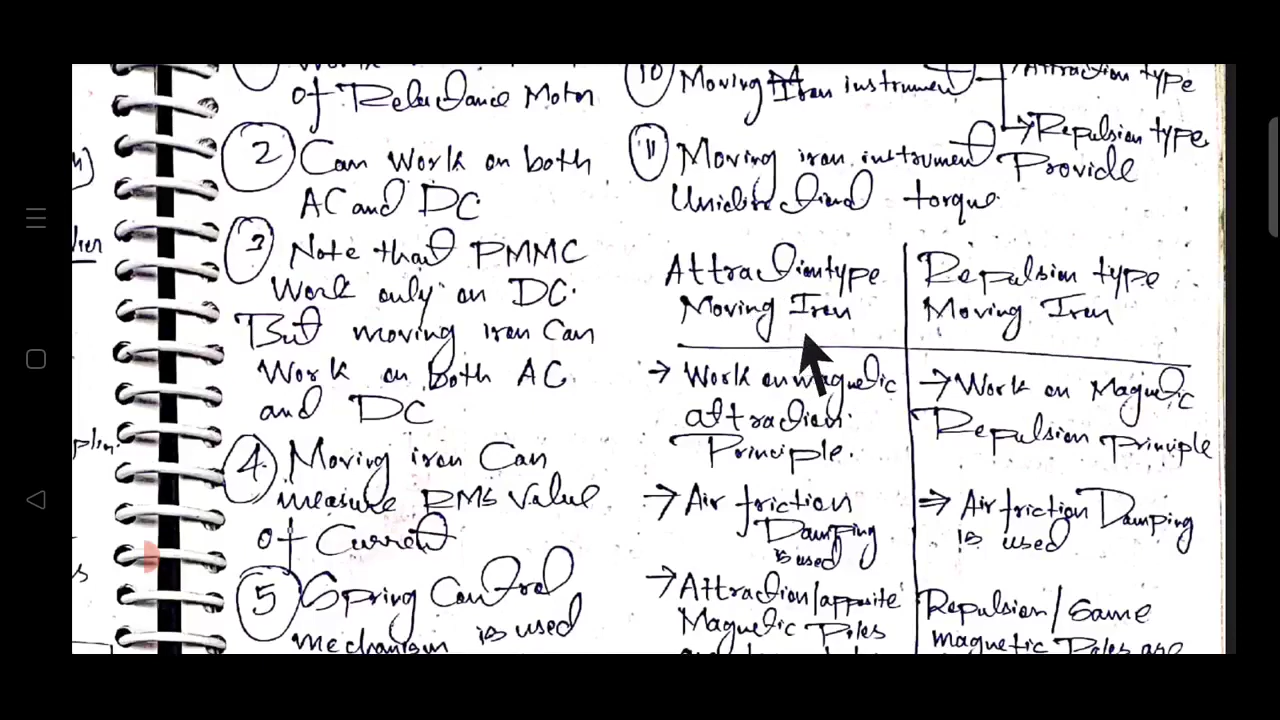 of Reluctance Motor
2 Can Work on both
AC and DC
3 Note that PMMC
Work only on DC.
But moving iron Can
Work on both AC
and DC
4 Moving iron Can
measure RMS Value
of Current
5 Spring Control
mechanism is used
10 Moving Iron instrument
Attraction type
Repulsion type
11 Moving iron instrument Provide
Unidirectional torque.
Attraction type
Moving Iron
→ Work on magnetic
attraction
Principle.
→ Air friction
Damping
is used
→ Attraction/opposite
Magnetic Poles
Repulsion type
Moving Iron
→ Work on Magnetic
Repulsion principle
⇒ Air friction Damping
is used
Repulsion/Same
magnetic Poles are